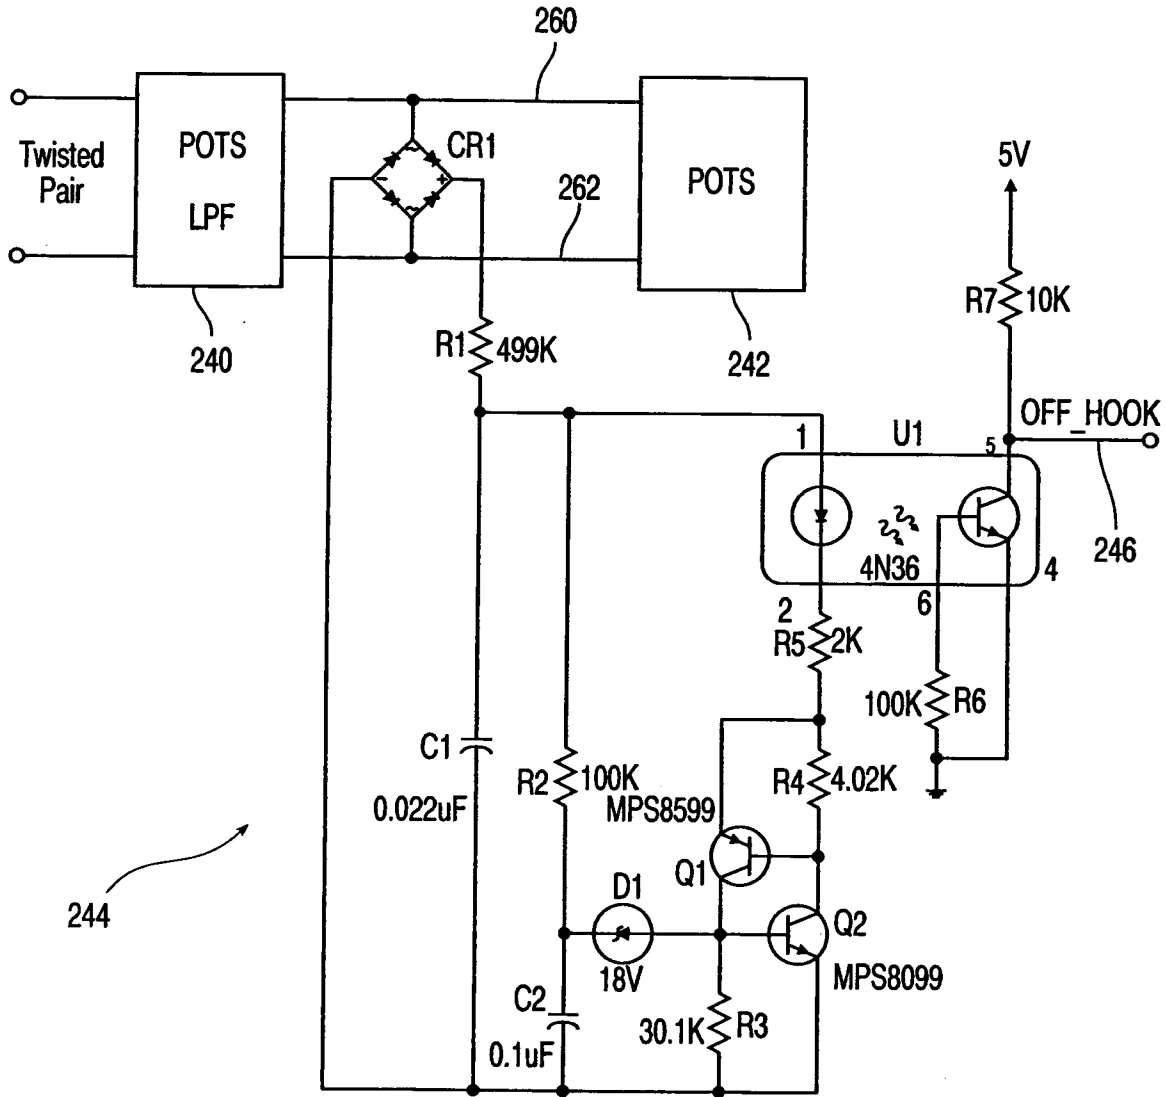 260
Twisted
Pair
POTS
LPF
~
CR1
-
+
~
262
POTS
5V
R7
10K
240
R1
499K
242
OFF_HOOK
1
U1
5
4N36
4
246
2
6
R5
2K
100K
R6
C1
0.022uF
R2
100K
R4
4.02K
MPS8599
Q1
244
D1
18V
Q2
MPS8099
C2
0.1uF
30.1K
R3